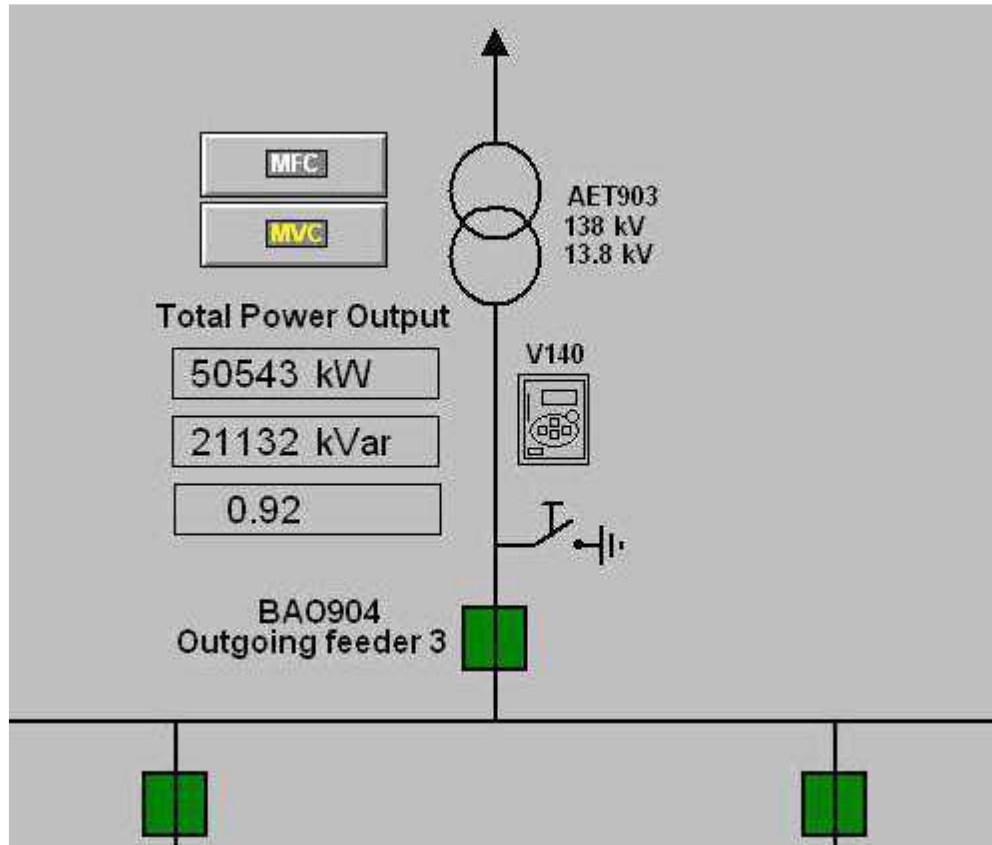 MFC
MVC
AET903
138 kV
13.8 kV
Total Power Output
50543 kW
21132 kVar
0.92
V140
BAO904
Outgoing feeder 3